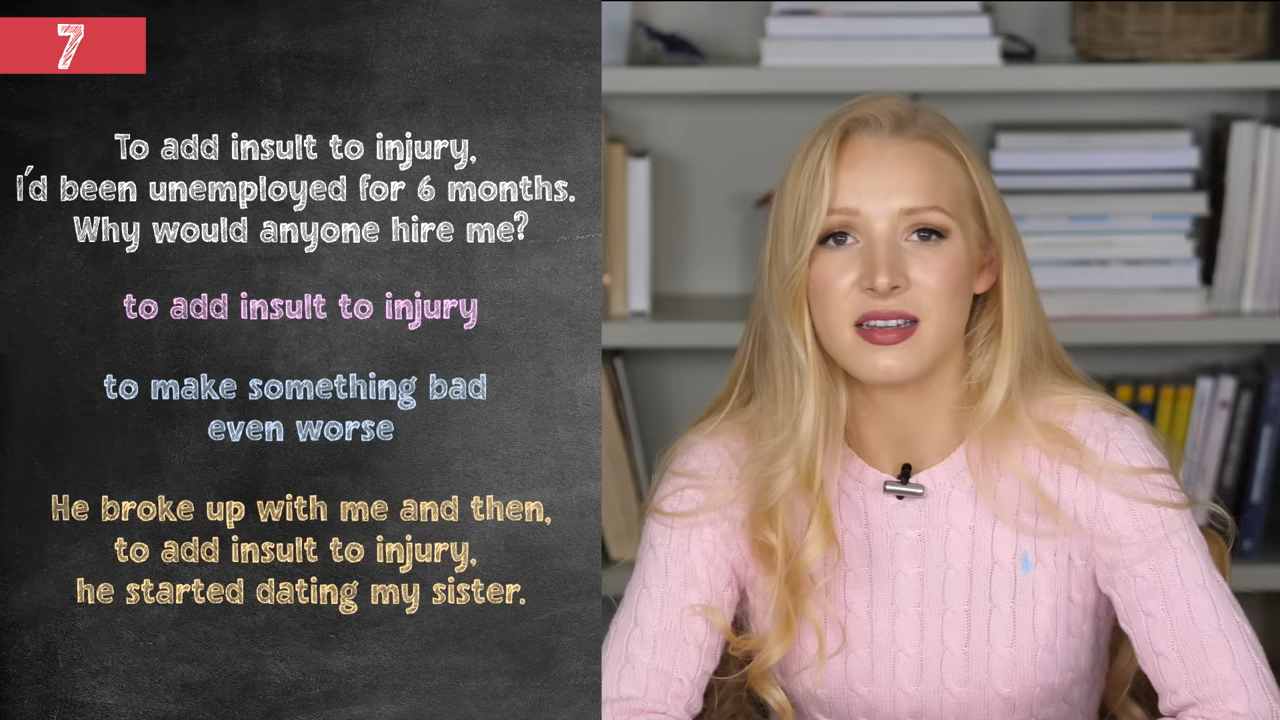 7
To add insult to injury,
I'd been unemployed for 6 months.
Why would anyone hire me?
to add insult to injury
to make something bad
even worse
He broke up with me and then,
to add insult to injury,
he started dating my sister.